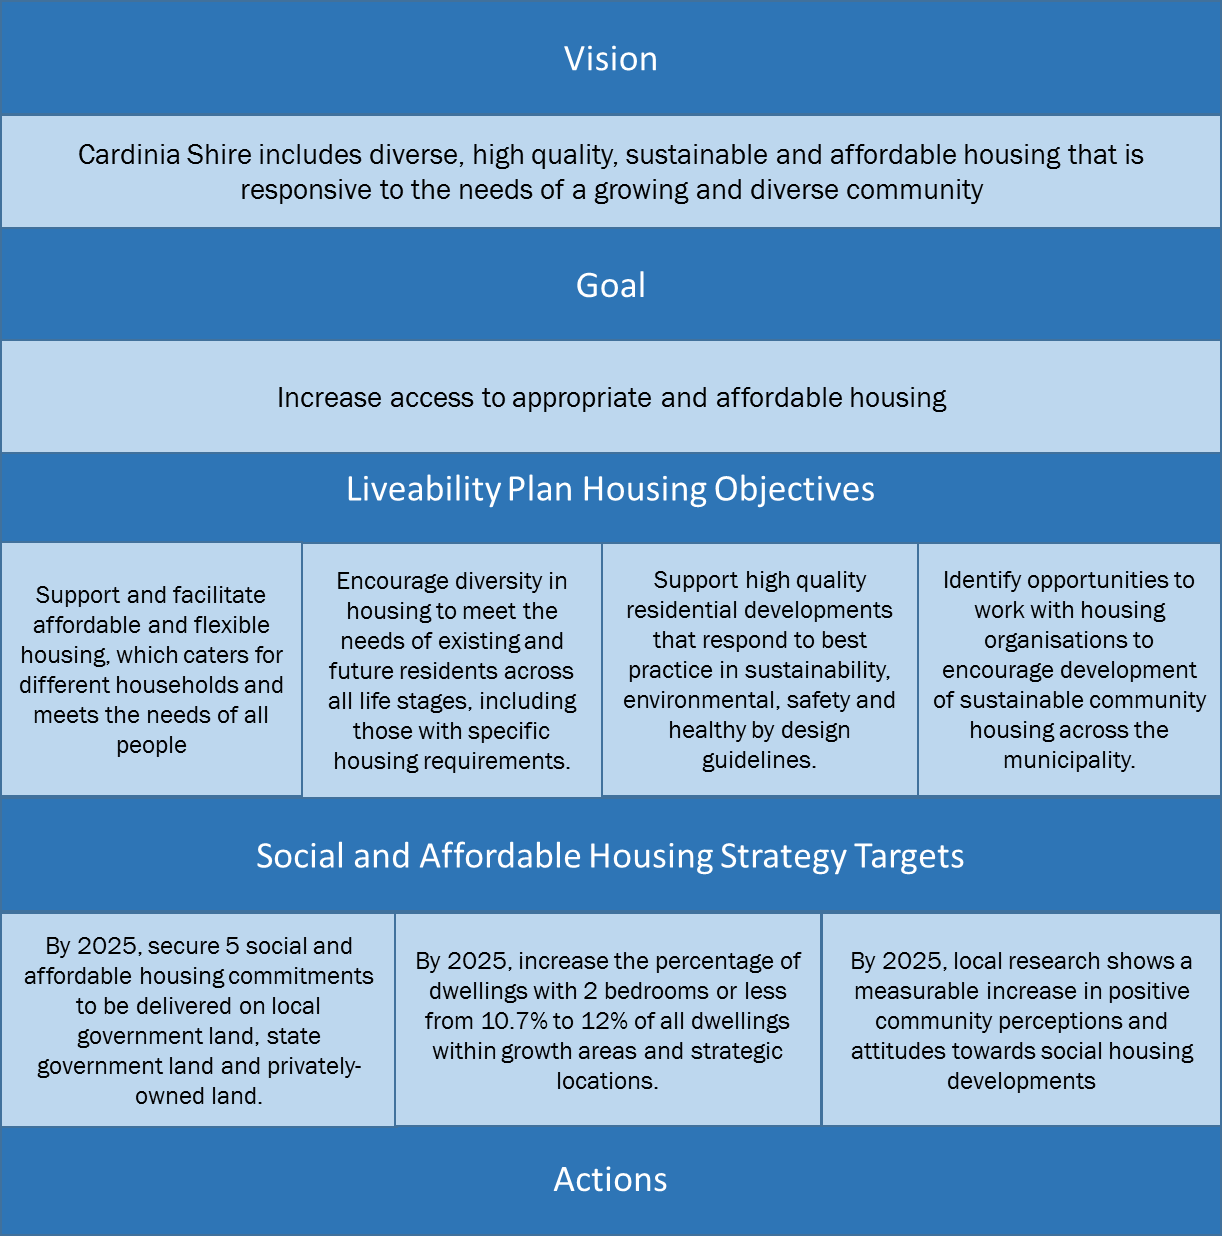 Vision
Cardinia Shire includes diverse, high quality, sustainable and affordable housing that is
responsive to the needs of a growing and diverse community
Goal
Increase access to appropriate and affordable housing
Liveability Plan Housing Objectives
Support and facilitate
affordable and flexible
housing, which caters for
different households and
meets the needs of all
people
Encourage diversity in
housing to meet the
needs of existing and
future residents across
all life stages, including
those with specific
housing requirements.
Support high quality
residential developments
that respond to best
practice in sustainability,
environmental, safety and
healthy by design
guidelines.
Identify opportunities to
work with housing
organisations to
encourage development
of sustainable community
housing across the
municipality.
Social and Affordable Housing Strategy Targets
By 2025, secure 5 social and
affordable housing commitments
to be delivered on local
government land, state
government land and privately-
owned land.
By 2025, increase the percentage of
dwellings with 2 bedrooms or less
from 10.7% to 12% of all dwellings
within growth areas and strategic
locations.
By 2025, local research shows a
measurable increase in positive
community perceptions and
attitudes towards social housing
developments
Actions